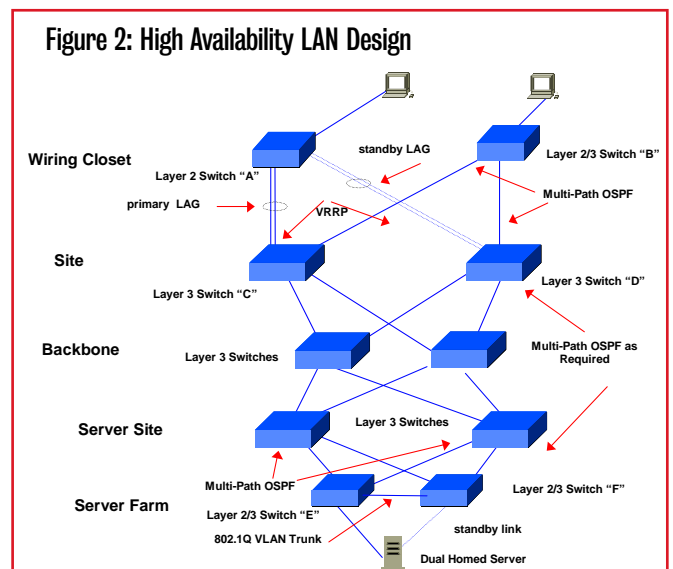 Figure 2: High Availability LAN Design
standby LAG
Wiring Closet
Layer 2 Switch “A”
Layer 2/3 Switch “B”
primary LAG
VRRP
Multi-Path OSPF
Site
Layer 3 Switch “C”
Layer 3 Switch “D”
Backbone
Layer 3 Switches
Multi-Path OSPF as
Required
Server Site
Layer 3 Switches
Multi-Path OSPF
Layer 2/3 Switch “F”
Server Farm
Layer 2/3 Switch “E”
802.1Q VLAN Trunk
standby link
Dual Homed Server